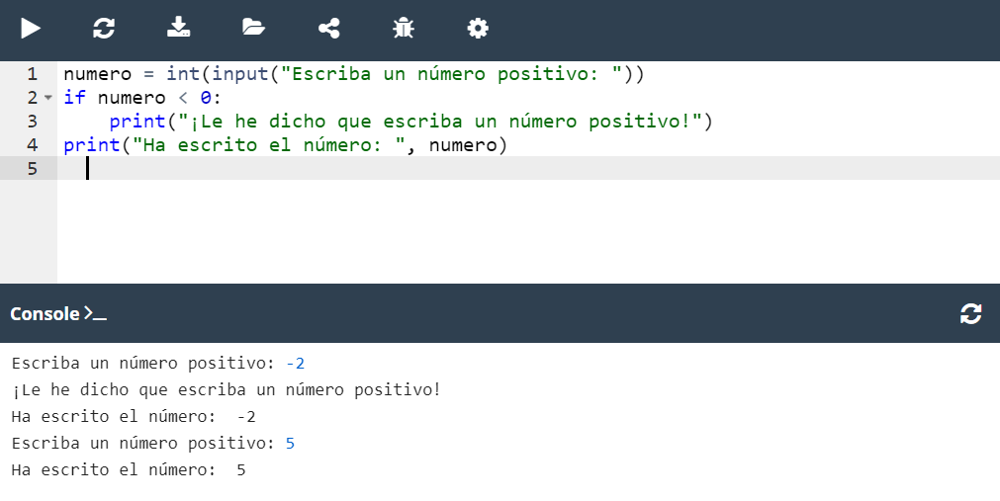 1 numero = int(input("Escriba un número positivo: "))
2 if numero < 0:
3     print("¡Le he dicho que escriba un número positivo!")
4 print("Ha escrito el número: ", numero)
5
Console >_
Escriba un número positivo: -2
¡Le he dicho que escriba un número positivo!
Ha escrito el número:  -2
Escriba un número positivo: 5
Ha escrito el número:  5